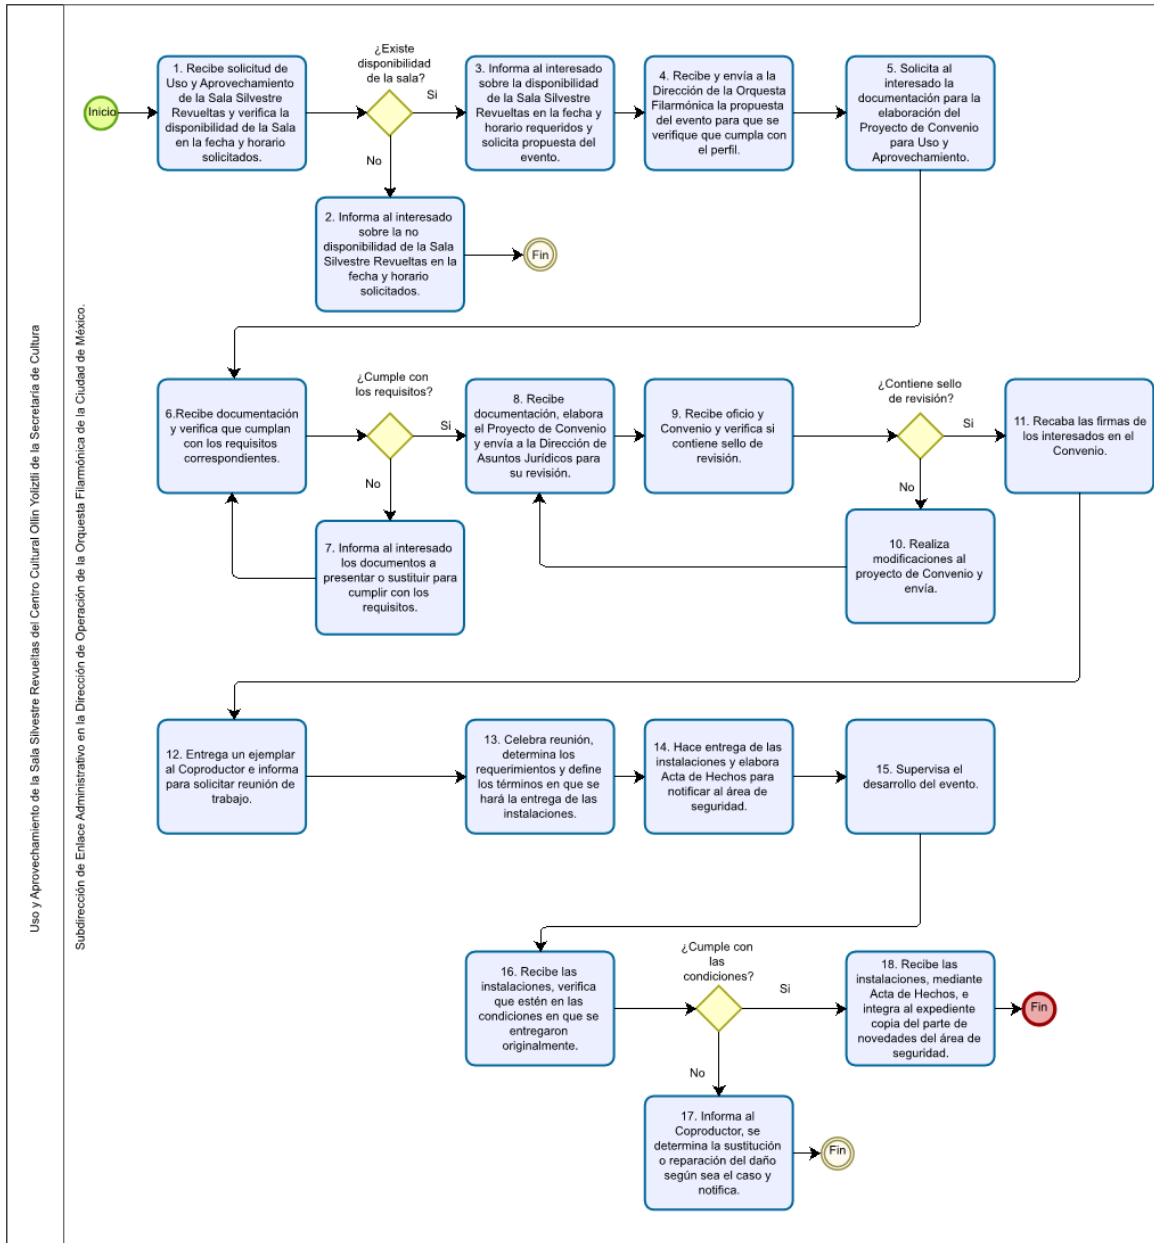 Uso y Aprovechamiento de la Sala Silvestre Revueltas del Centro Cultural Ollin Yoliztli de la Secretaría de Cultura
Subdirección de Enlace Administrativo en la Dirección de Operación de la Orquesta Filarmónica de la Ciudad de México.
Inicio
1. Recibe solicitud de
Uso y Aprovechamiento
de la Sala Silvestre
Revueltas y verifica la
disponibilidad de la Sala
en la fecha y horario
solicitados.
¿Existe
disponibilidad
de la sala?
Si
No
2. Informa al interesado
sobre la no
disponibilidad de la Sala
Silvestre Revueltas en la
fecha y horario
solicitados.
Fin
3. Informa al interesado
sobre la disponibilidad
de la Sala Silvestre
Revueltas en la fecha
y horario requeridos y
solicita propuesta del
evento.
4. Recibe y envía a la
Dirección de la Orquesta
Filarmónica la propuesta
del evento para que se
verifique que cumpla con
el perfil.
5. Solicita al
interesado la
documentación para la
elaboración del
Proyecto de Convenio
para Uso y
Aprovechamiento.
6.Recibe documentación
y verifica que cumplan
con los requisitos
correspondientes.
¿Cumple con
los requisitos?
Si
No
7. Informa al interesado
los documentos a
presentar o sustituir para
cumplir con los
requisitos.
8. Recibe
documentación, elabora
el Proyecto de Convenio
y envía a la Dirección de
Asuntos Jurídicos para
su revisión.
9. Recibe oficio y
Convenio y verifica si
contiene sello de
revisión.
¿Contiene sello
de revisión?
Si
No
10. Realiza
modificaciones al
proyecto de Convenio y
envía.
11. Recaba las firmas de
los interesados en el
Convenio.
12. Entrega un ejemplar
al Coproductor e informa
para solicitar reunión de
trabajo.
13. Celebra reunión,
determina los
requerimientos y define
los términos en que se
hará la entrega de las
instalaciones.
14. Hace entrega de las
instalaciones y elabora
Acta de Hechos para
notificar al área de
seguridad.
15. Supervisa el
desarrollo del evento.
16. Recibe las
instalaciones, verifica
que estén en las
condiciones en que se
entregaron
originalmente.
¿Cumple con
las
condiciones?
Si
No
17. Informa al
Coproductor, se
determina la sustitución
o reparación del daño
según sea el caso y
notifica.
Fin
18. Recibe las
instalaciones, mediante
Acta de Hechos, e
integra al expediente
copia del parte de
novedades del área de
seguridad.
Fin